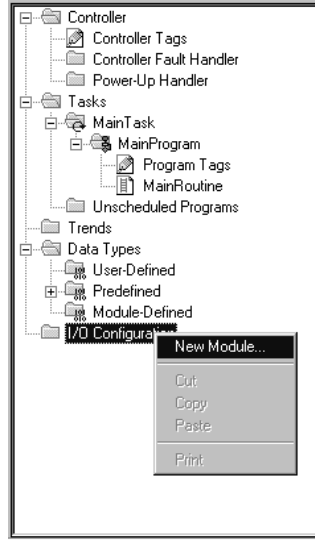 Controller
Controller Tags
Controller Fault Handler
Power-Up Handler
Tasks
MainTask
MainProgram
Program Tags
MainRoutine
Unscheduled Programs
Trends
Data Types
User-Defined
Predefined
Module-Defined
I/O Configuration
New Module...
Cut
Copy
Paste
Print